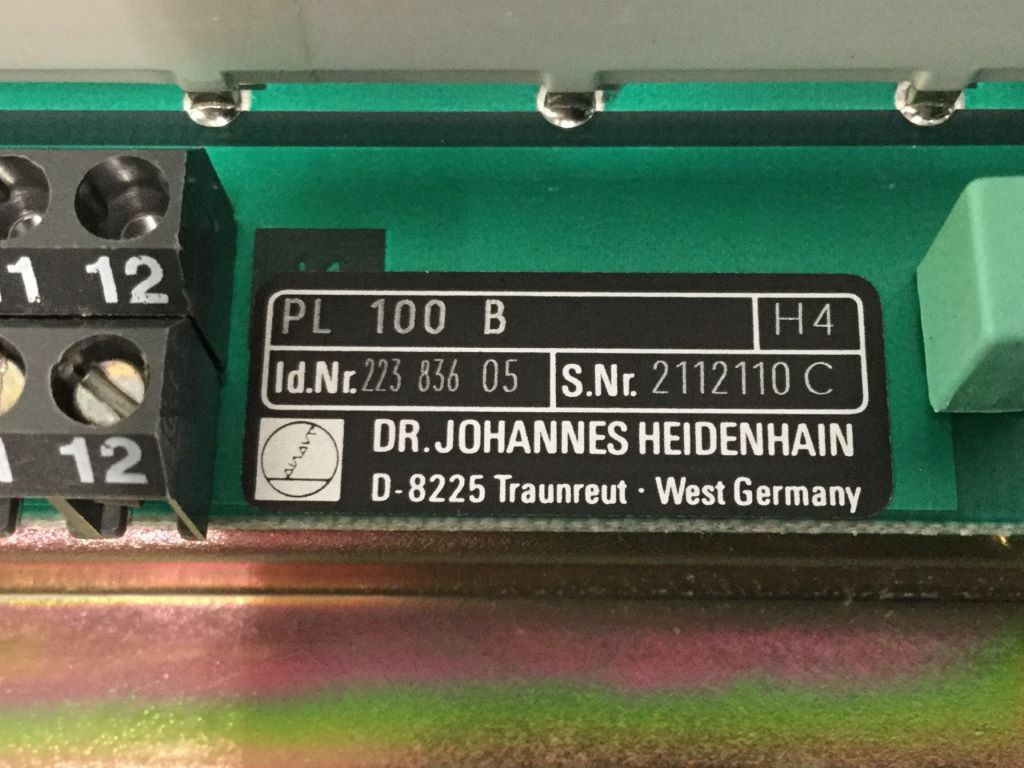 11 12
PL 100 B H4
Id.Nr. 223 836 05 S.Nr. 2112110 C
12
DR. JOHANNES HEIDENHAIN
D-8225 Traunreut · West Germany